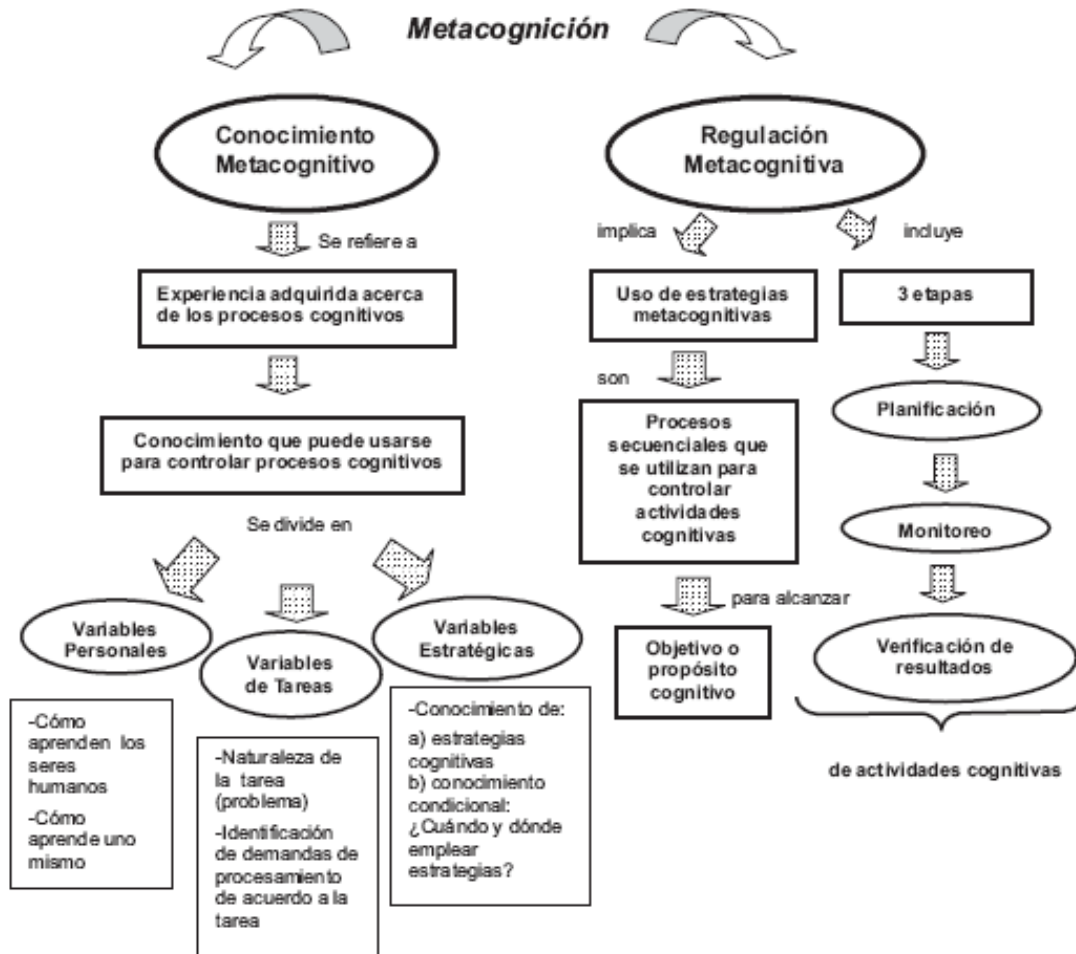 Metacognición
Conocimiento
Metacognitivo
Se refiere a
Experiencia adquirida acerca
de los procesos cognitivos
Conocimiento que puede usarse
para controlar procesos cognitivos
Se divide en
Variables
Personales
Variables
de Tareas
Variables
Estratégicas
-Cómo
aprenden los
seres
humanos
-Cómo
aprende uno
mismo
-Naturaleza de
la tarea
(problema)
-Identificación
de demandas de
procesamiento
de acuerdo a la
tarea
-Conocimiento de:
a) estrategias
cognitivas
b) conocimiento
condicional:
¿Cuándo y dónde
emplear
estrategias?
Regulación
Metacognitiva
implica
incluye
Uso de estrategias
metacognitivas
son
Procesos
secuenciales que
se utilizan para
controlar
actividades
cognitivas
para alcanzar
Objetivo o
propósito
cognitivo
3 etapas
Planificación
Monitoreo
Verificación de
resultados
de actividades cognitivas